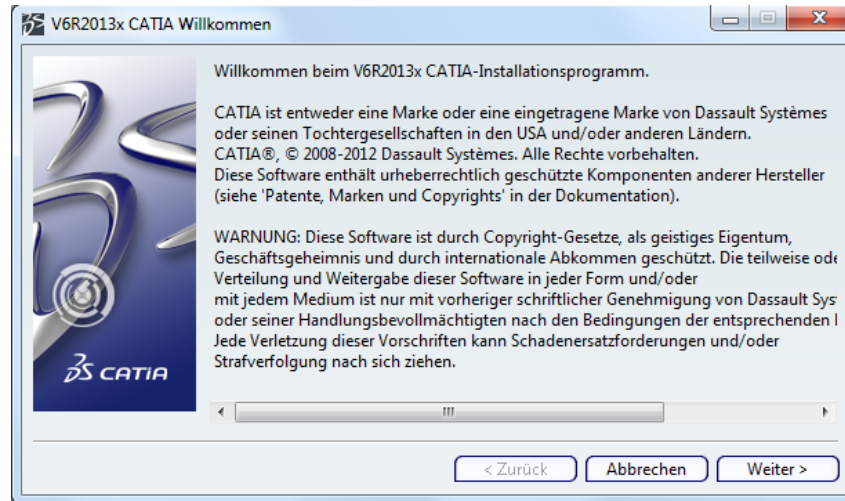 V6R2013x CATIA Willkommen
Willkommen beim V6R2013x CATIA-Installationsprogramm.
CATIA ist entweder eine Marke oder eine eingetragene Marke von Dassault Systèmes
oder seinen Tochtergesellschaften in den USA und/oder anderen Ländern.
CATIA®, © 2008-2012 Dassault Systèmes. Alle Rechte vorbehalten.
Diese Software enthält urheberrechtlich geschützte Komponenten anderer Hersteller
(siehe 'Patente, Marken und Copyrights' in der Dokumentation).
WARNUNG: Diese Software ist durch Copyright-Gesetze, als geistiges Eigentum,
Geschäftsgeheimnis und durch internationale Abkommen geschützt. Die teilweise
Verteilung und Weitergabe dieser Software in jeder Form und/oder
mit jedem Medium ist nur mit vorheriger schriftlicher Genehmigung von Dassault
oder seiner Handlungsbevollmächtigten nach den Bedingungen der entsprechenden
Jede Verletzung dieser Vorschriften kann Schadenersatzforderungen und/oder
Strafverfolgung nach sich ziehen.
CATIA
< Zurück
Abbrechen
Weiter >